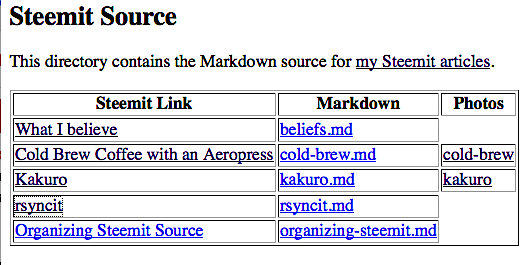 Steemit Source
This directory contains the Markdown source for my Steemit articles.
Steemit Link Markdown Photos
What I believe beliefs.md
Cold Brew Coffee with an Aeropress cold-brew.md cold-brew
Kakuro kakuro.md kakuro
rsyncit rsyncit.md
Organizing Steemit Source organizing-steemit.md